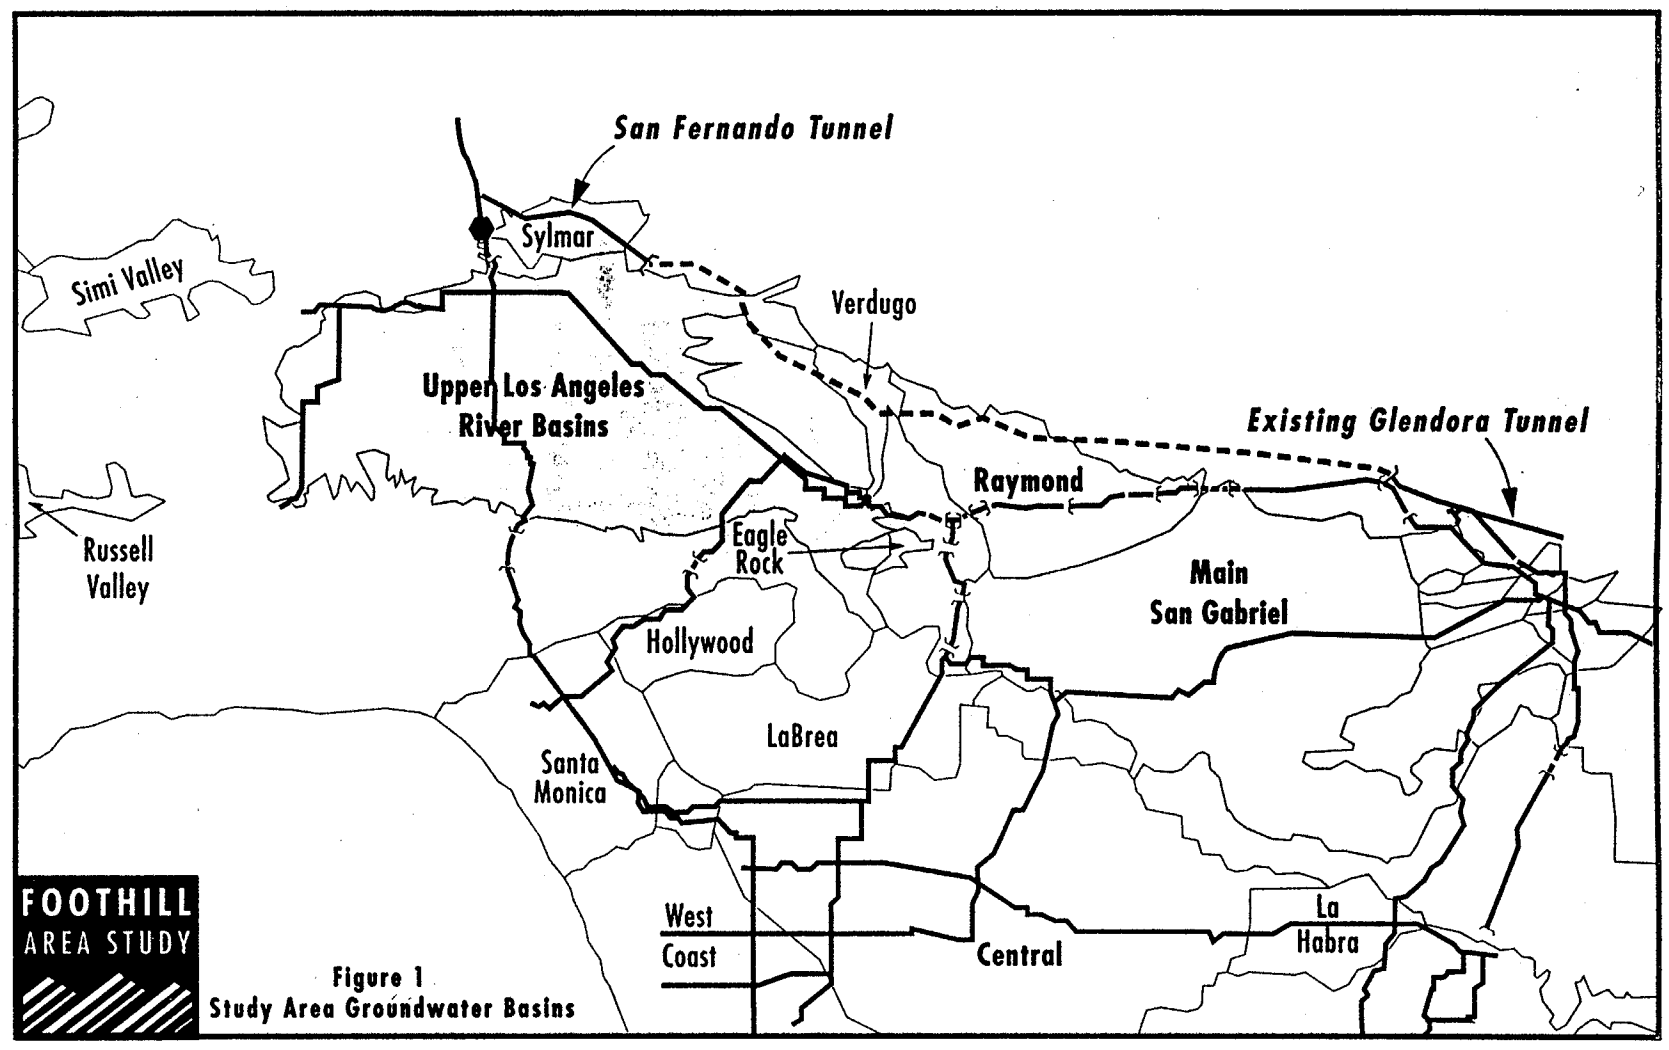 San Fernando Tunnel
Sylmar
Simi Valley
Verdugo
Upper Los Angeles
River Basins
Existing Glendora Tunnel
Raymond
Eagle
Rock
Russell
Valley
Main
San Gabriel
Hollywood
LaBrea
Santa
Monica
West
Coast
Central
La
Habra
FOOTHILL
AREA STUDY
Figure 1
Study Area Groundwater Basins